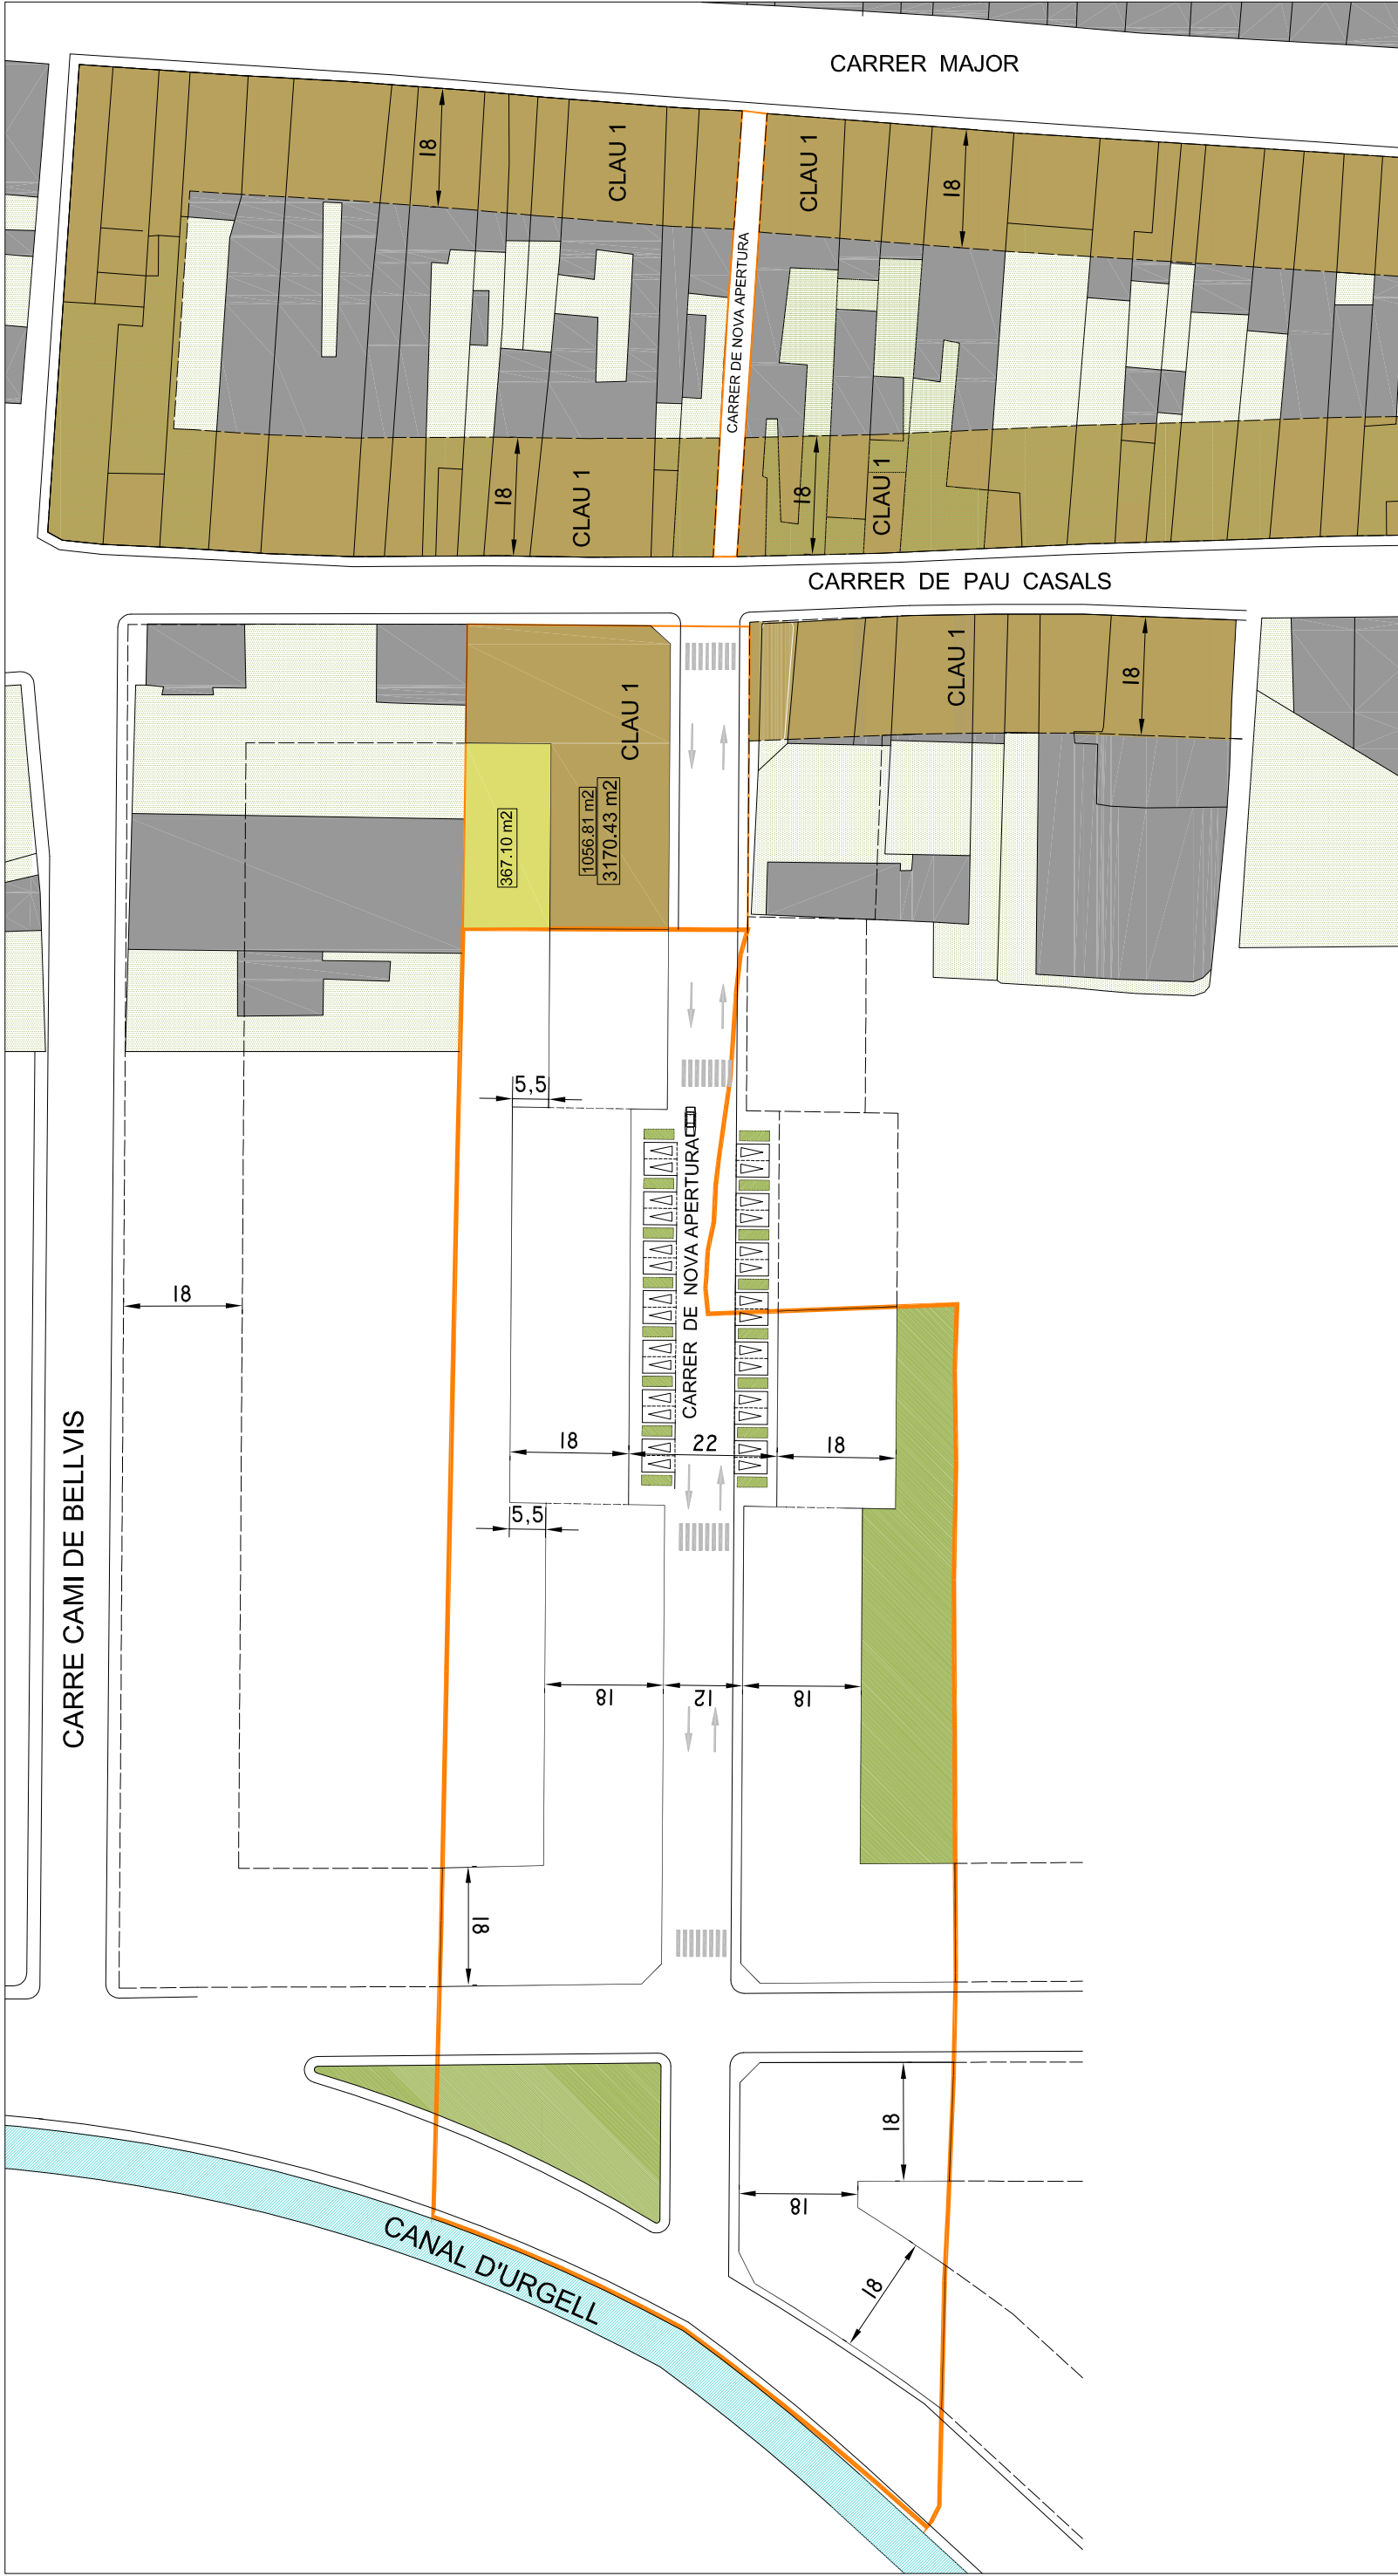 CARRER MAJOR
18
CLAU 1
CLAU 1
18
CARRER DE NOVA APERTURA
18
CLAU 1
18
CLAU 1
CARRER DE PAU CASALS
CLAU 1
18
CLAU 1
367.10 m2
1056.81 m2
3170.43 m2
5,5
CARRER DE NOVA APERTURA
18
18
22
18
5,5
CARRE CAMI DE BELLVIS
18
12
18
18
18
18
CANAL D'URGELL
18